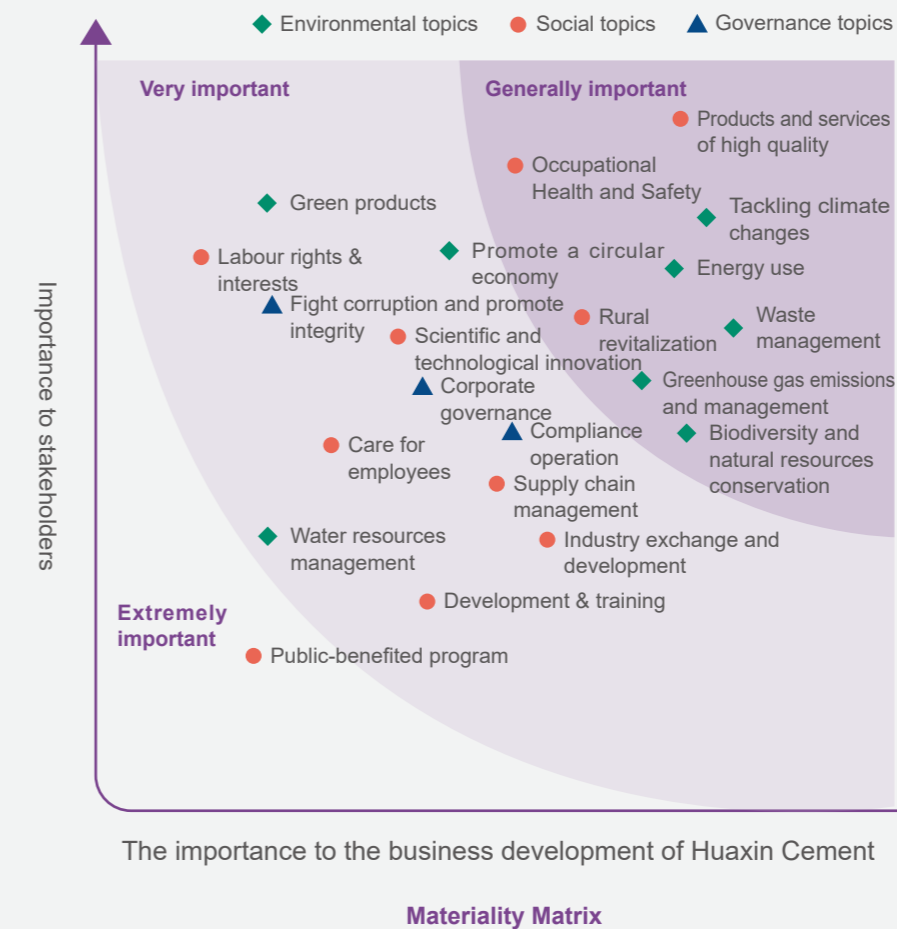 Environmental topics
Social topics
Governance topics
Very important
Generally important
Products and services
of high quality
Occupational
Health and Safety
Green products
Tackling climate
changes
Labour rights &
interests
Promote a circular
economy
Energy use
Fight corruption and promote
integrity
Rural
revitalization
Waste
management
Scientific and
technological innovation
Corporate
governance
Greenhouse gas emissions
and management
Compliance
operation
Biodiversity and
natural resources
conservation
Care for
employees
Supply chain
management
Water resources
management
Industry exchange and
development
Extremely
important
Development & training
Public-benefited program
Importance to stakeholders
The importance to the business development of Huaxin Cement
Materiality Matrix